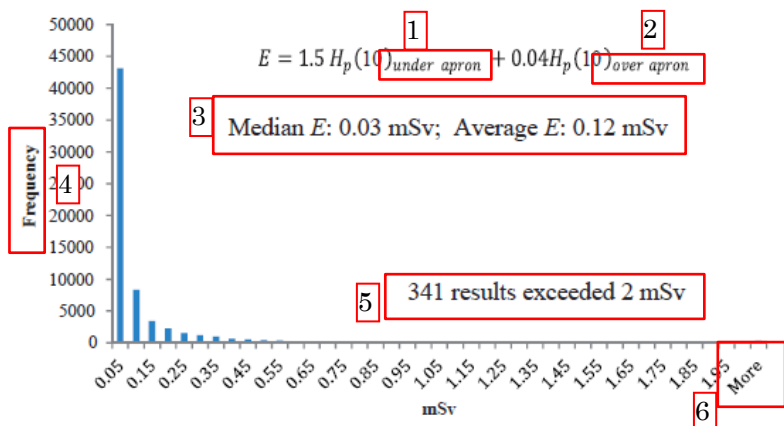 1
2
50000
45000
40000
35000
30000
25000
20000
15000
10000
5000
0
E = 1.5 Hₚ(10)under apron + 0.04Hₚ(10)over apron
3
Median E: 0.03 mSv; Average E: 0.12 mSv
4
Frequency
5
341 results exceeded 2 mSv
0.05 0.15 0.25 0.35 0.45 0.55 0.65 0.75 0.85 0.95 1.05 1.15 1.25 1.35 1.45 1.55 1.65 1.75 1.85 1.95 More
mSv
6